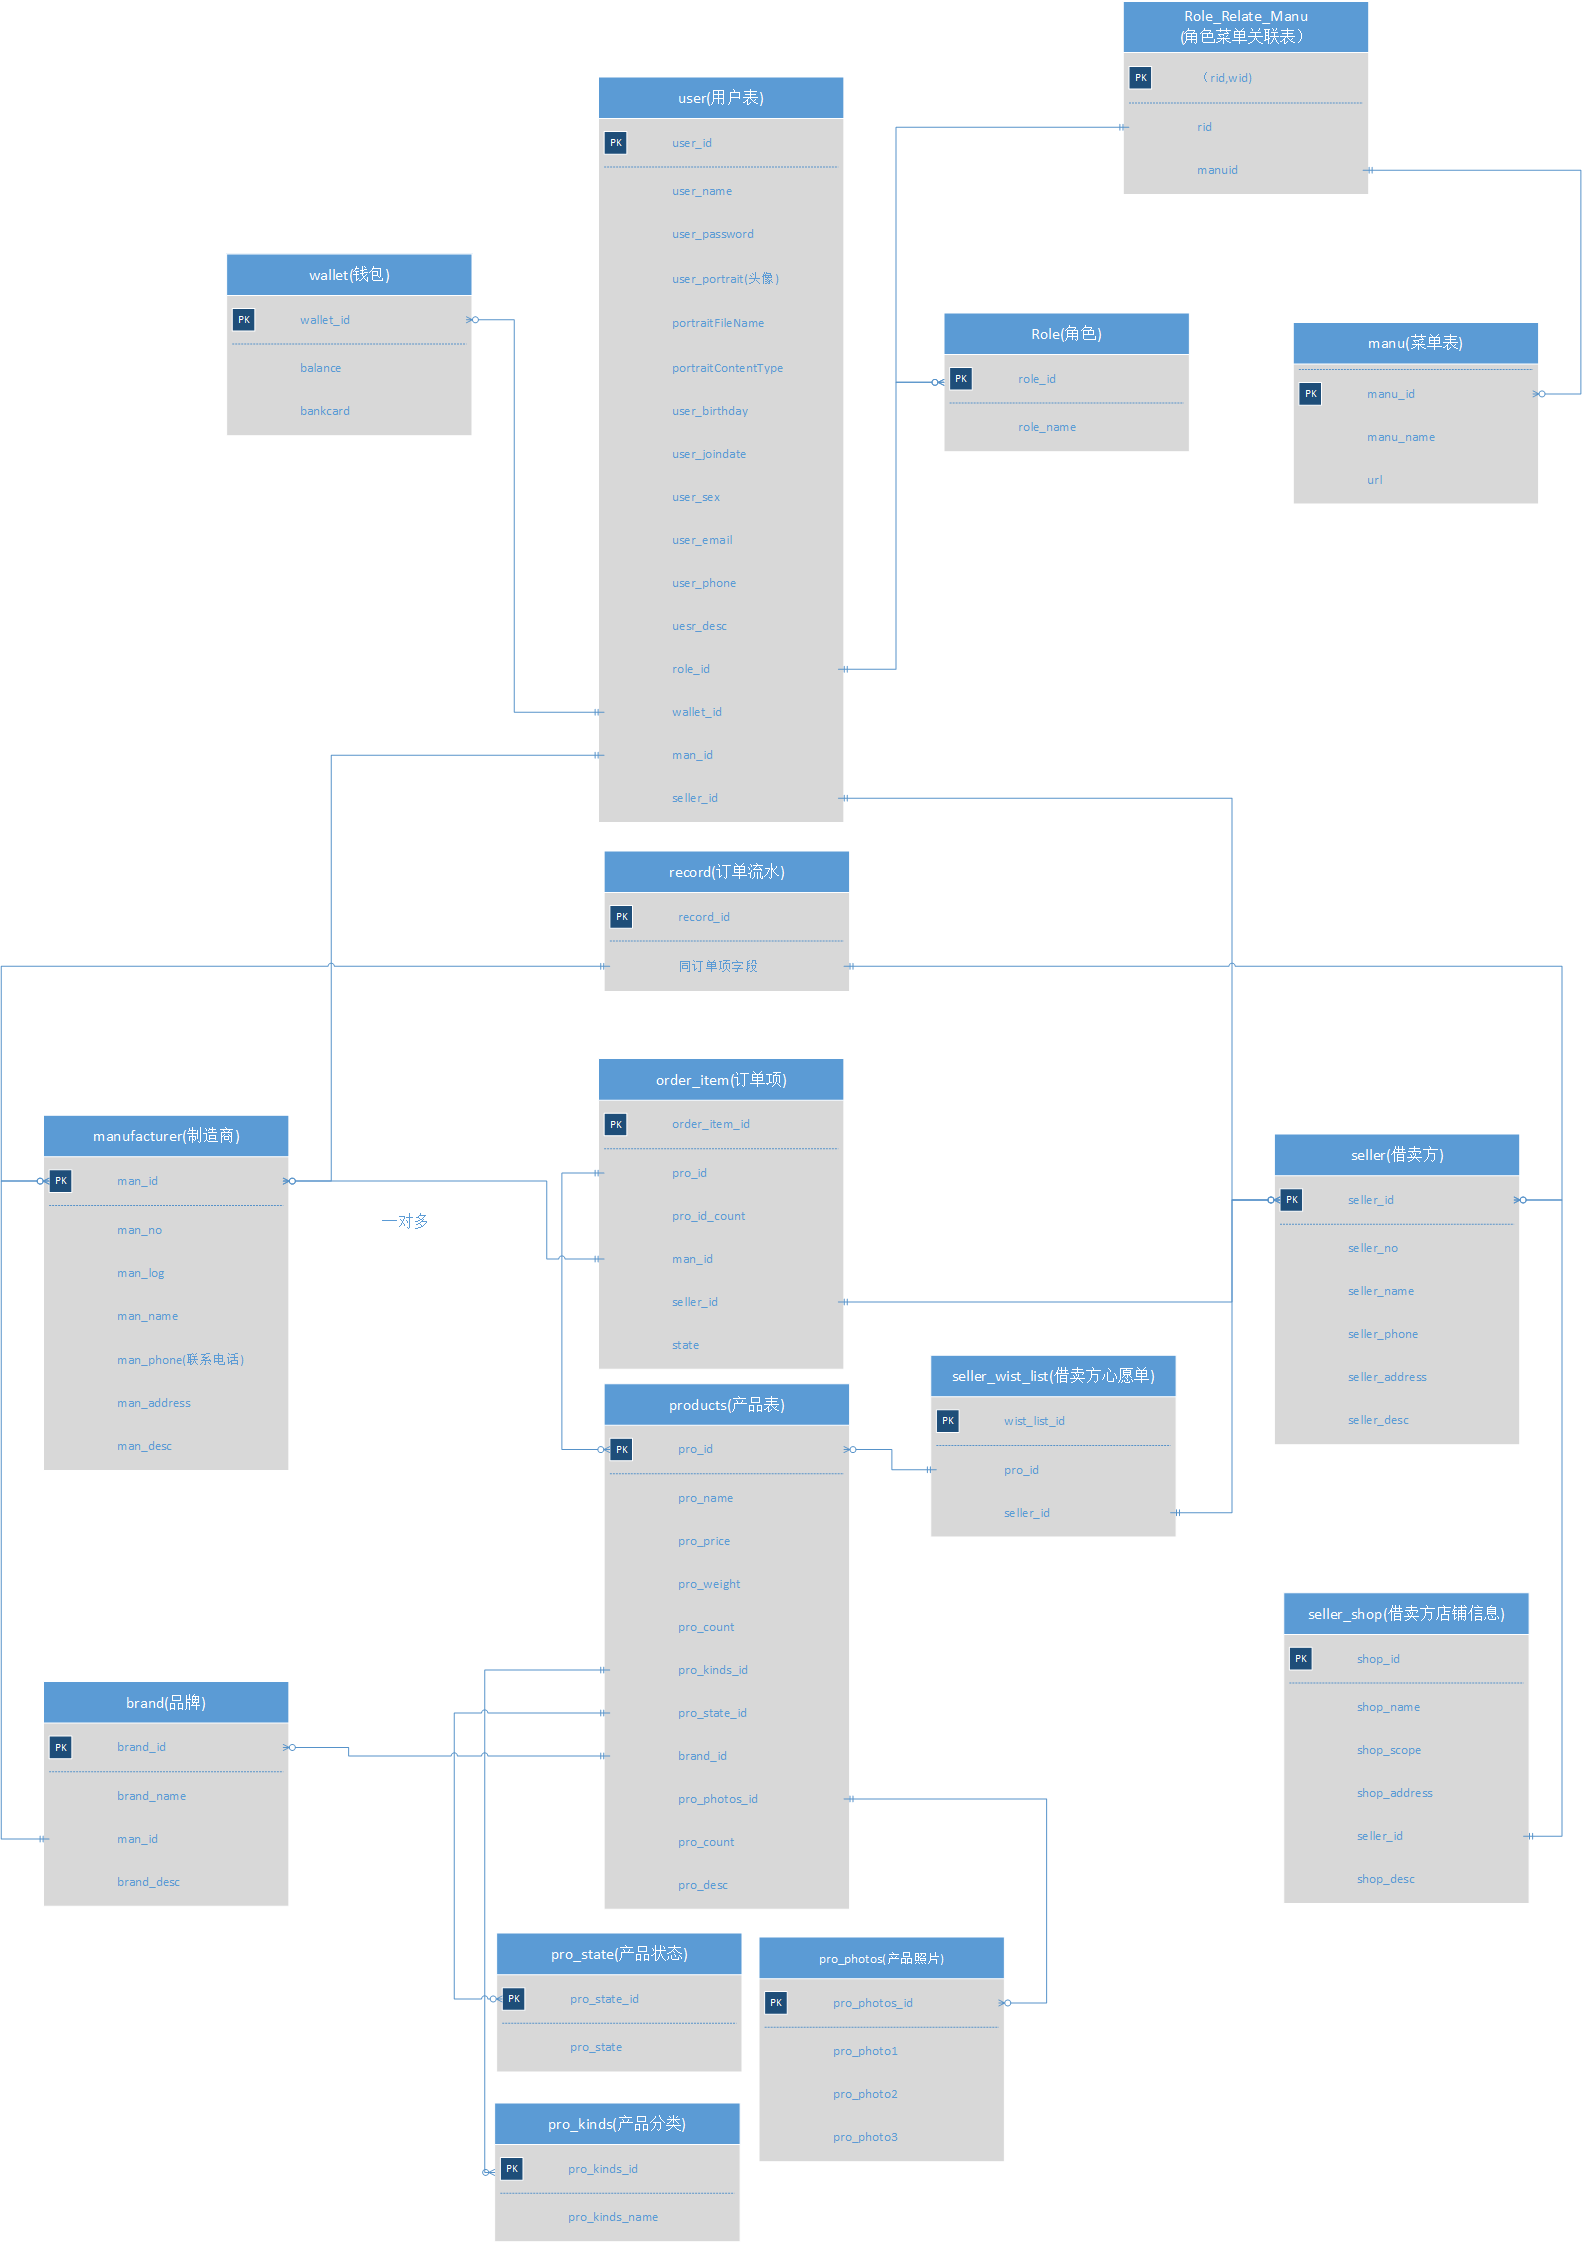 Role_Relate_Manu
(角色菜单关联表）
PK
（rid,wid)
rid
manuid
user(用户表)
PK
user_id
user_name
user_password
user_portrait(头像)
portraitFileName
portraitContentType
user_birthday
user_joindate
user_sex
user_email
user_phone
uesr_desc
role_id
wallet_id
man_id
seller_id
wallet(钱包)
PK
wallet_id
balance
bankcard
Role(角色)
PK
role_id
role_name
manu(菜单表)
PK
manu_id
manu_name
url
record(订单流水)
PK
record_id
同订单项字段
order_item(订单项)
PK
order_item_id
pro_id
pro_id_count
man_id
seller_id
state
manufacturer(制造商)
PK
man_id
man_no
man_log
man_name
man_phone(联系电话)
man_address
man_desc
一对多
seller(借卖方)
PK
seller_id
seller_no
seller_name
seller_phone
seller_address
seller_desc
seller_wist_list(借卖方心愿单)
PK
wist_list_id
pro_id
seller_id
products(产品表)
PK
pro_id
pro_name
pro_price
pro_weight
pro_count
pro_kinds_id
pro_state_id
brand_id
pro_photos_id
pro_count
pro_desc
seller_shop(借卖方店铺信息)
PK
shop_id
shop_name
shop_scope
shop_address
seller_id
shop_desc
brand(品牌)
PK
brand_id
brand_name
man_id
brand_desc
pro_state(产品状态)
PK
pro_state_id
pro_state
pro_photos(产品照片)
PK
pro_photos_id
pro_photo1
pro_photo2
pro_photo3
pro_kinds(产品分类)
PK
pro_kinds_id
pro_kinds_name